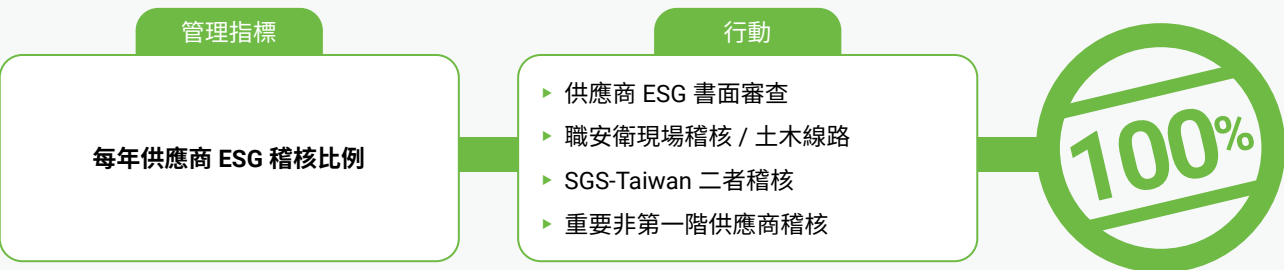 管理指標
每年供應商 ESG 稽核比例
行動
供應商 ESG 書面審查
職安衛現場稽核 / 土木線路
SGS-Taiwan 二者稽核
重要非第一階供應商稽核
100%